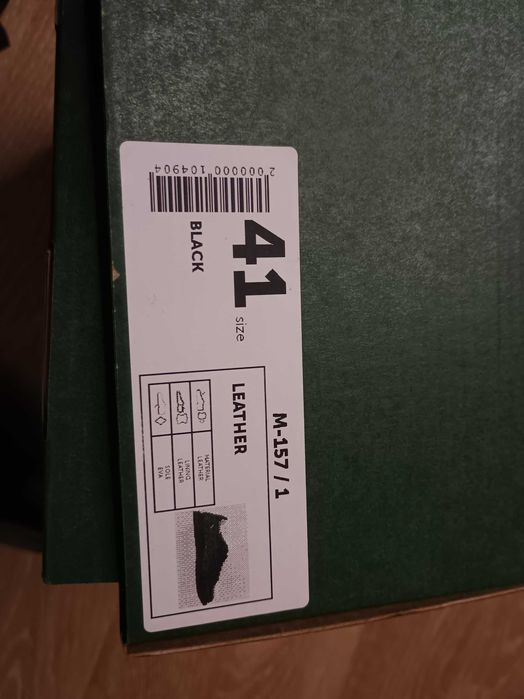 M-157 / 1
41 size
BLACK
2 000000 104904
LEATHER
MATERIAL
LEATHER
LINING
LEATHER
SOLE
EVA